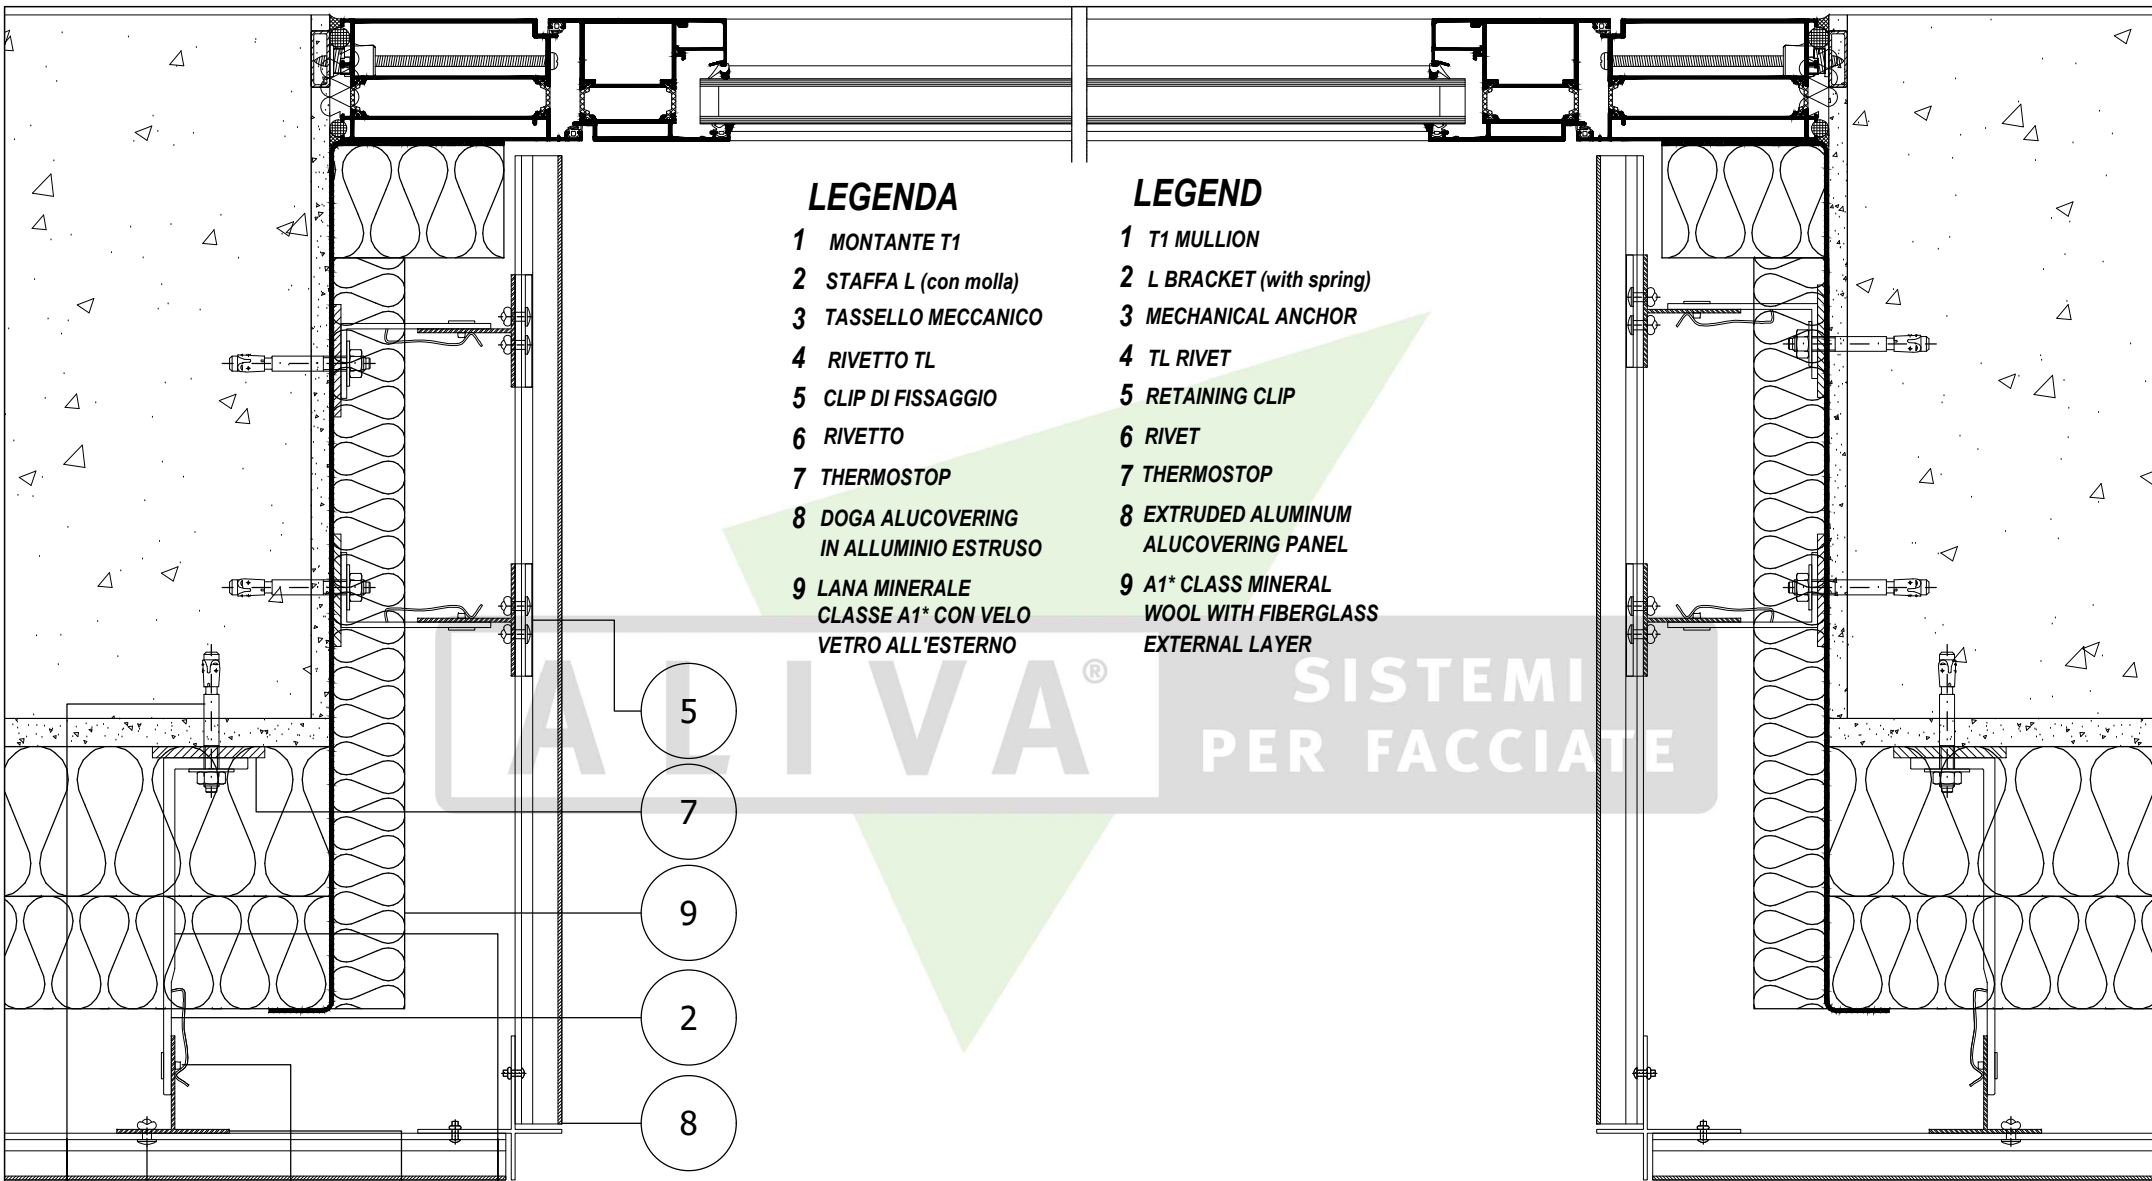 LEGENDA
1 MONTANTE T1
2 STAFFA L (con molla)
3 TASSELLO MECCANICO
4 RIVETTO TL
5 CLIP DI FISSAGGIO
6 RIVETTO
7 THERMOSTOP
8 DOGA ALUCOVERING
IN ALLUMINIO ESTRUSO
9 LANA MINERALE
CLASSE A1* CON VELO
VETRO ALL'ESTERNO
LEGEND
1 T1 MULLION
2 L BRACKET (with spring)
3 MECHANICAL ANCHOR
4 TL RIVET
5 RETAINING CLIP
6 RIVET
7 THERMOSTOP
8 EXTRUDED ALUMINUM
ALUCOVERING PANEL
9 A1* CLASS MINERAL
WOOL WITH FIBERGLASS
EXTERNAL LAYER
ALIVA®
SISTEMI
PER FACCIATE
5
7
9
2
8